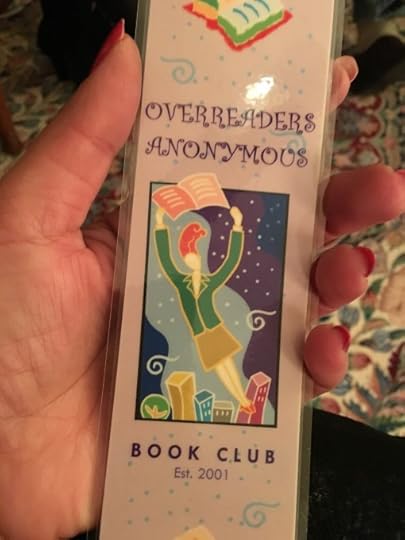 OVERREADERS
ANONYMOUS
BOOK CLUB
Est. 2001